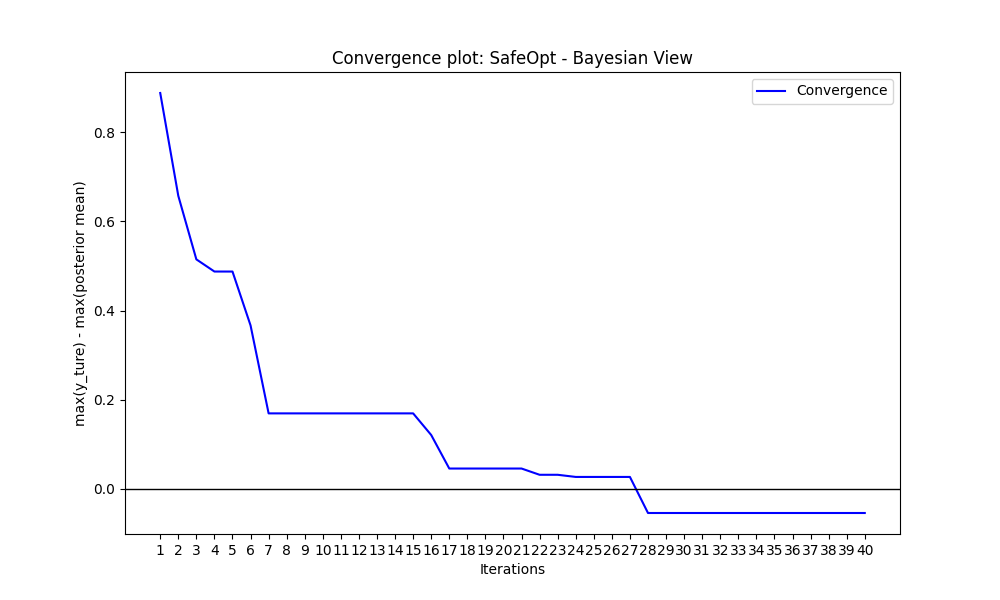 Convergence plot: SafeOpt - Bayesian View
Convergence
max(y_ture) - max(posterior mean)
0.8
0.6
0.4
0.2
0.0
1 2 3 4 5 6 7 8 9 10 11 12 13 14 15 16 17 18 19 20 21 22 23 24 25 26 27 28 29 30 31 32 33 34 35 36 37 38 39 40
Iterations